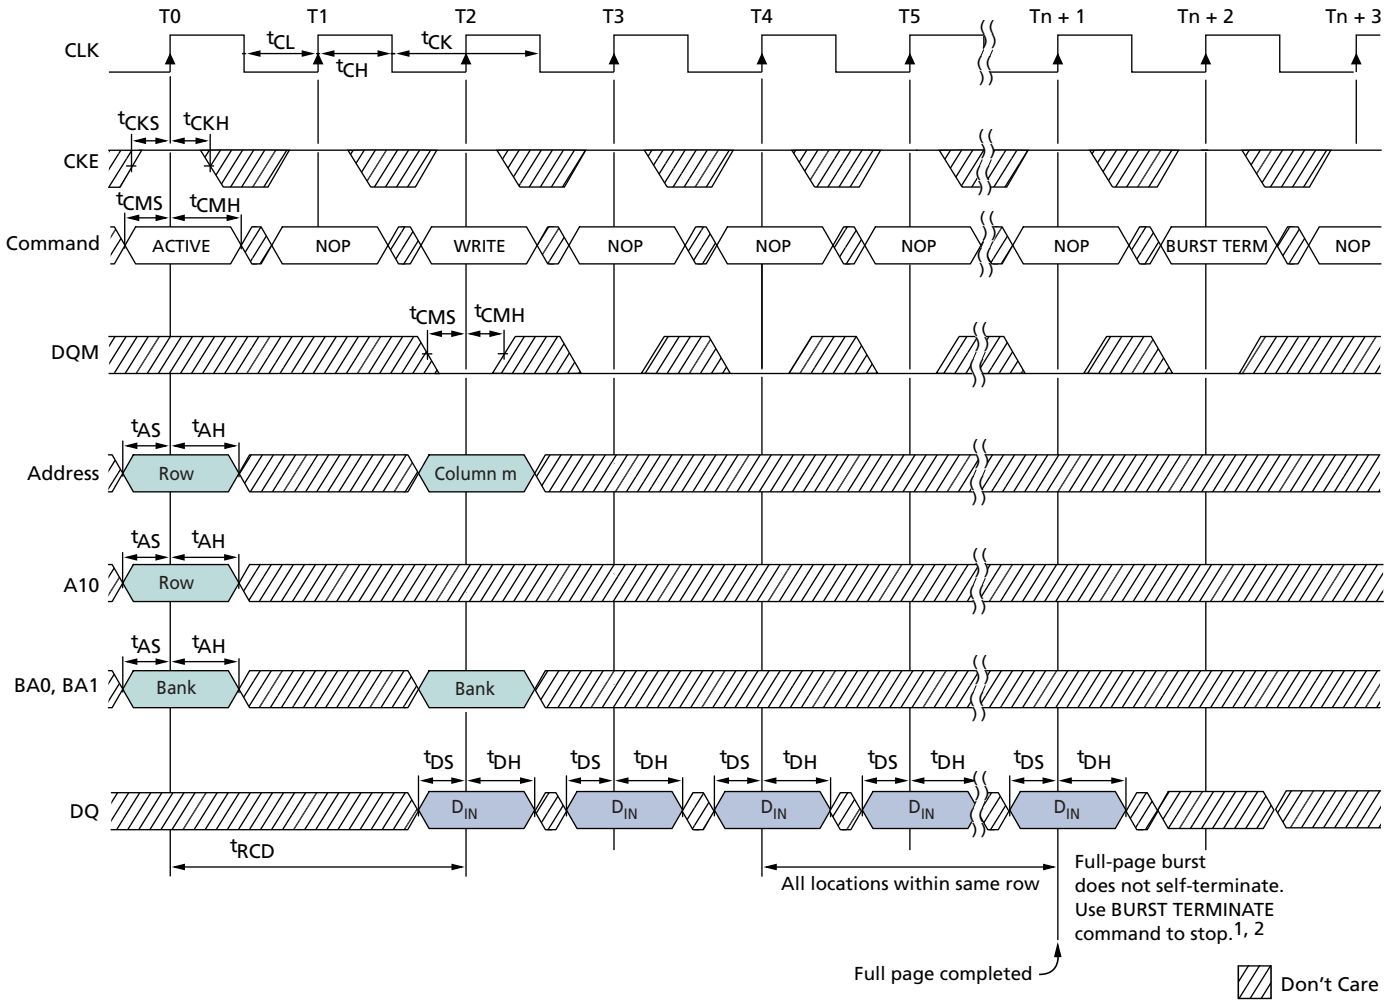 T0 T1 T2 T3 T4 T5 Tn + 1 Tn + 2 Tn + 3
CLK tCL tCH tCK
tCKS tCKH
CKE
tCMS tCMH
Command ACTIVE NOP WRITE NOP NOP NOP NOP BURST TERM NOP
tCMS tCMH
DQM
tAS tAH
Address Row Column m
tAS tAH
A10 Row
tAS tAH
BA0, BA1 Bank Bank
tDS tDH tDS tDH tDS tDH tDS tDH tDS tDH
DQ DIN DIN DIN DIN DIN
tRCD
All locations within same row
Full-page burst
does not self-terminate.
Use BURST TERMINATE
command to stop.1, 2
Full page completed
Don't Care